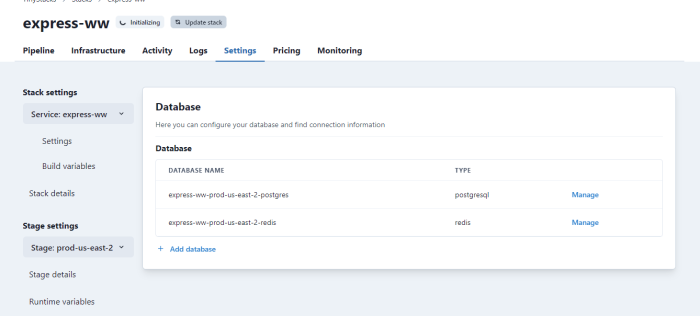 TinyStacks > Stacks > Express-ww
express-ww Initializing Update stack
Pipeline Infrastructure Activity Logs Settings Pricing Monitoring
Stack settings
Service: express-ww
Settings
Build variables
Stack details
Stage settings
Stage: prod-us-east-2
Stage details
Runtime variables
Database
Here you can configure your database and find connection information
Database
DATABASE NAME TYPE
express-ww-prod-us-east-2-postgres postgresql Manage
express-ww-prod-us-east-2-redis redis Manage
+ Add database